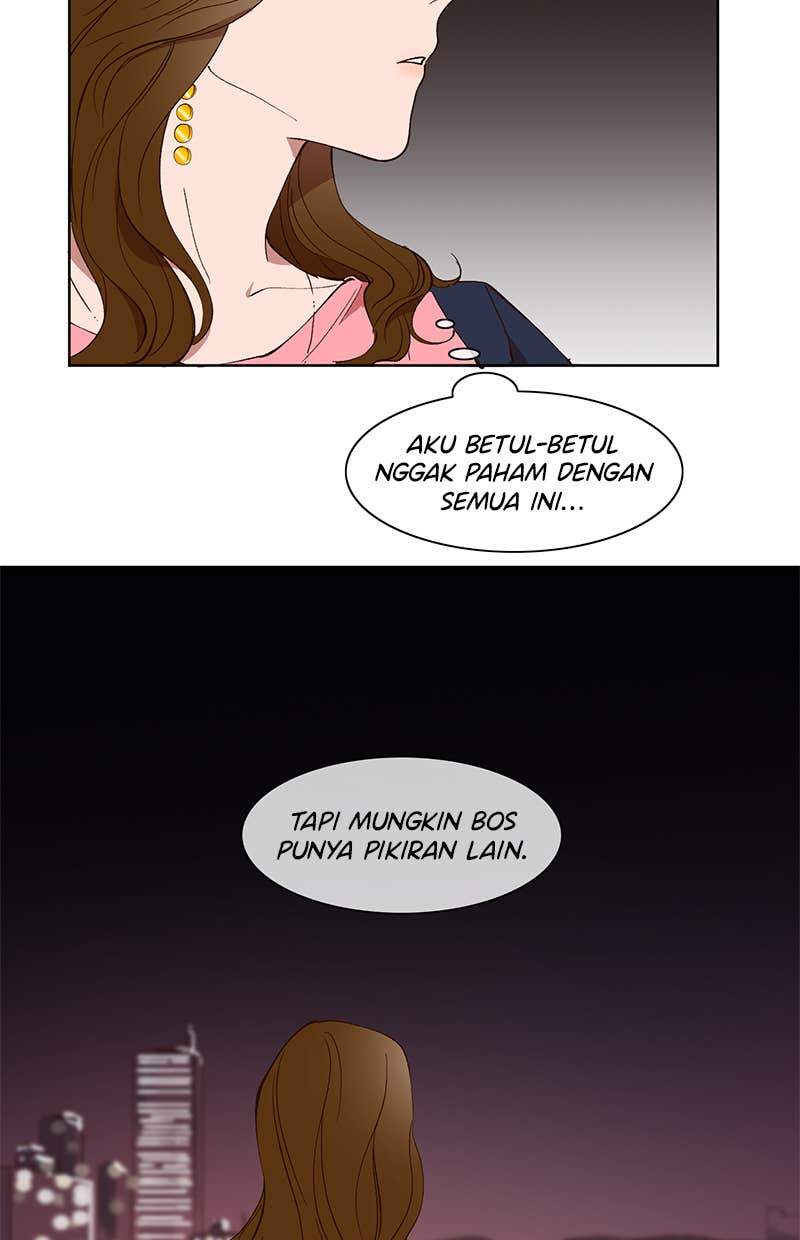 AKU BETUL-BETUL
NGGAK PAHAM DENGAN
SEMUA INI...
TAPI MUNGKIN BOS
PUNYA PIKIRAN LAIN.